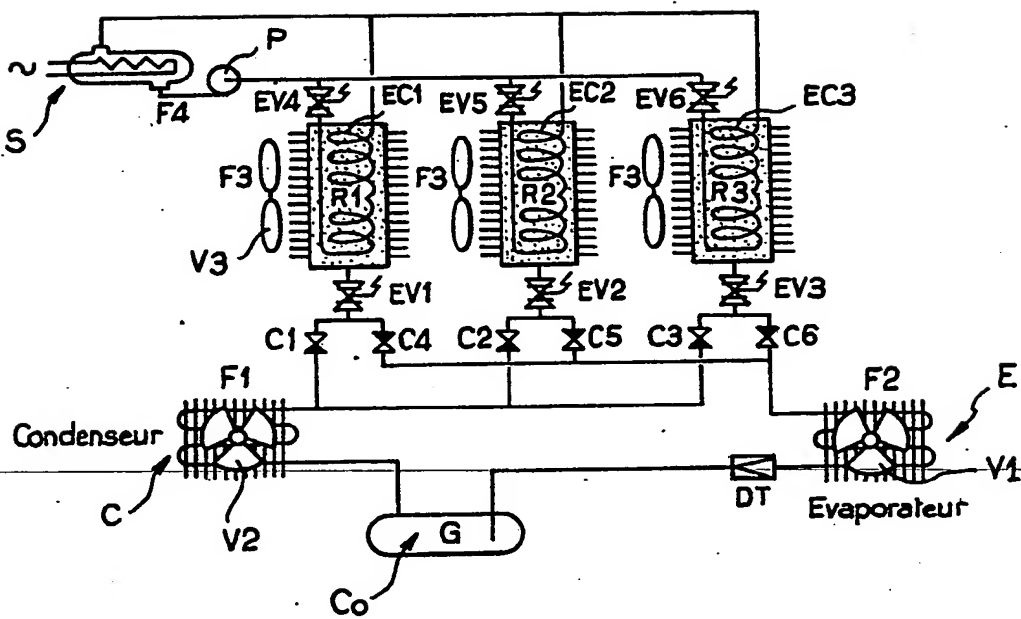 P
~
S
F4
EV4
EC1
EV5
EC2
EV6
EC3
F3
R1
F3
R2
F3
R3
V3
EV1
EV2
EV3
C1
C4
C2
C5
C3
C6
F1
F2
E
Condenseur
C
V2
G
DT
V1
Evaporateur
Co